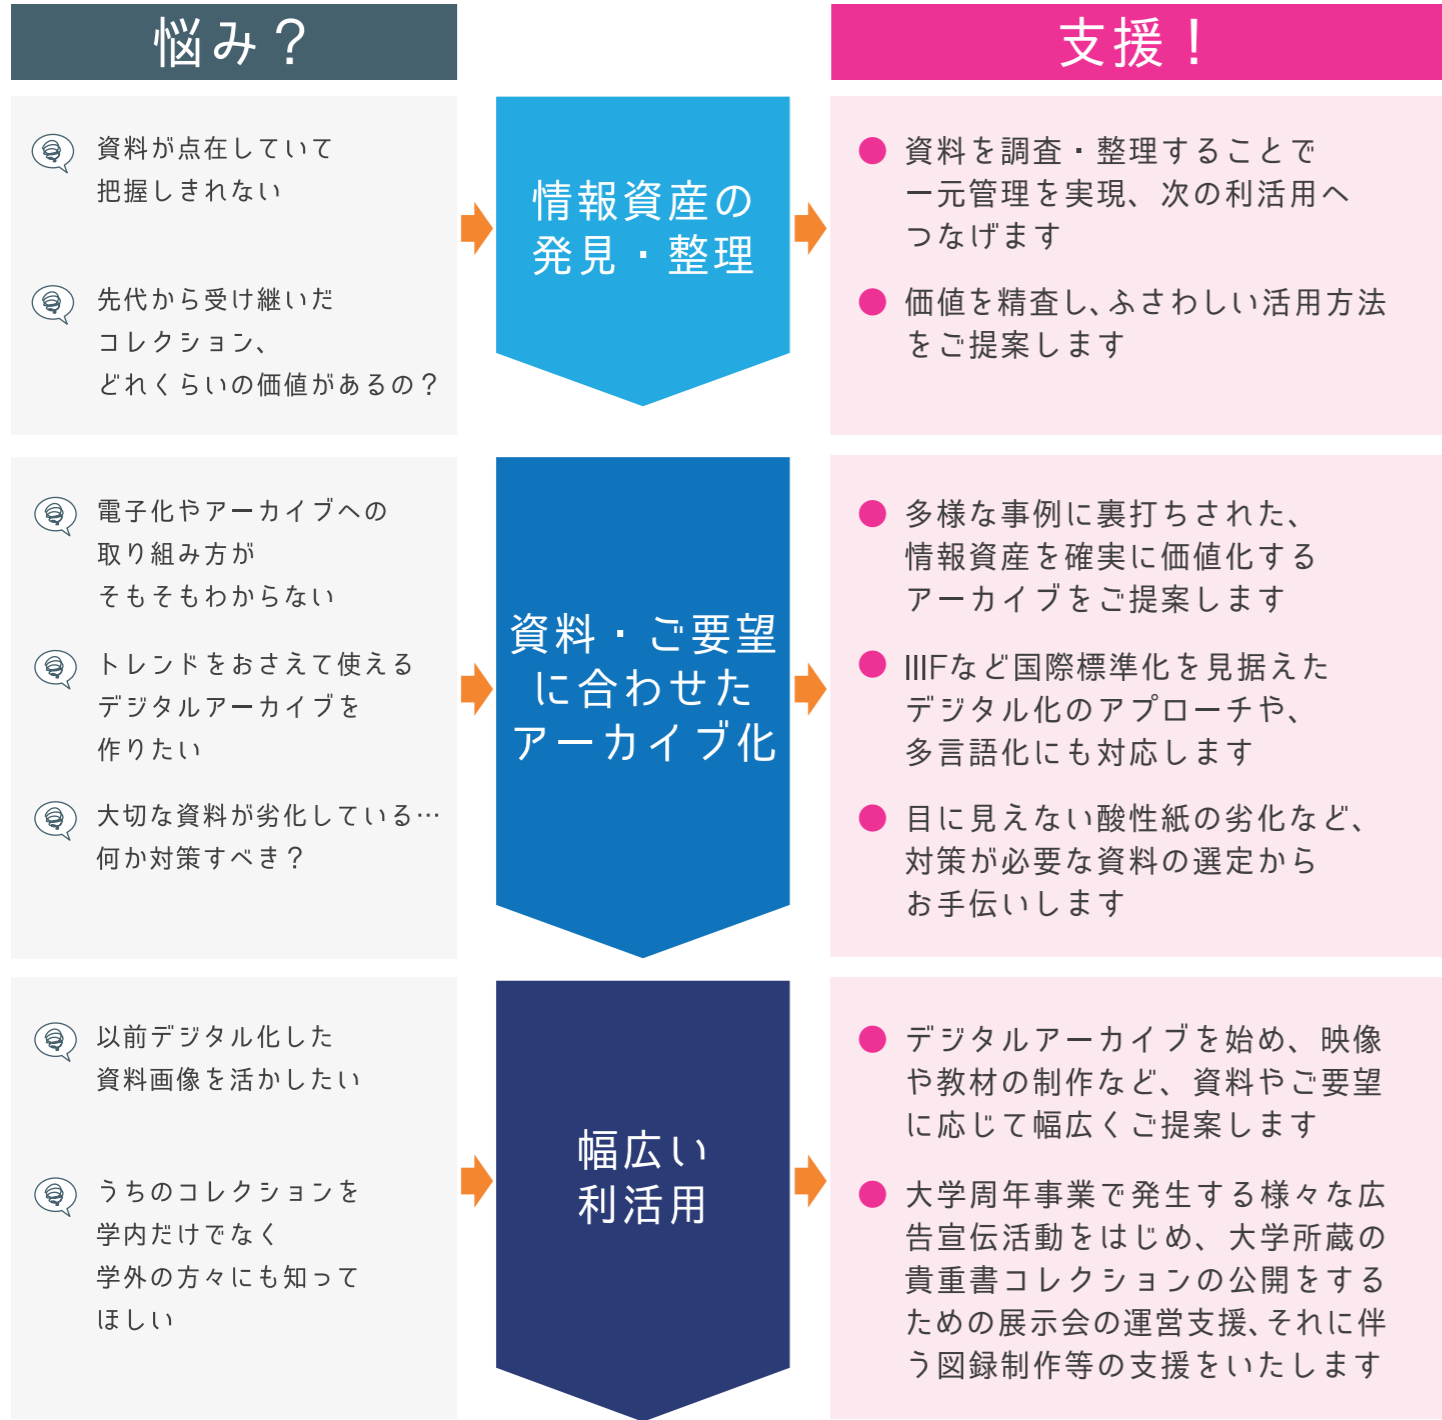 悩み？
支援！
資料が点在していて
把握しきれない
先代から受け継いだ
コレクション、
どれくらいの価値があるの？
情報資産の
発見・整理
資料を調査・整理することで
一元管理を実現、次の利活用へ
つなげます
価値を精査し、ふさわしい活用方法
をご提案します
電子化やアーカイブへの
取り組み方が
そもそもわからない
トレンドをおさえて使える
デジタルアーカイブを
作りたい
大切な資料が劣化している…
何か対策すべき？
資料・ご要望
に合わせた
アーカイブ化
多様な事例に裏打ちされた、
情報資産を確実に価値化する
アーカイブをご提案します
IIIFなど国際標準化を見据えた
デジタル化のアプローチや、
多言語化にも対応します
目に見えない酸性紙の劣化など、
対策が必要な資料の選定から
お手伝いします
以前デジタル化した
資料画像を活かしたい
うちのコレクションを
学内だけでなく
学外の方々にも知って
ほしい
幅広い
利活用
デジタルアーカイブを始め、映像
や教材の制作など、資料やご要望
に応じて幅広くご提案します
大学周年事業で発生する様々な広
告宣伝活動をはじめ、大学所蔵の
貴重書コレクションの公開をする
ための展示会の運営支援、それに伴
う図録制作等の支援をいたします